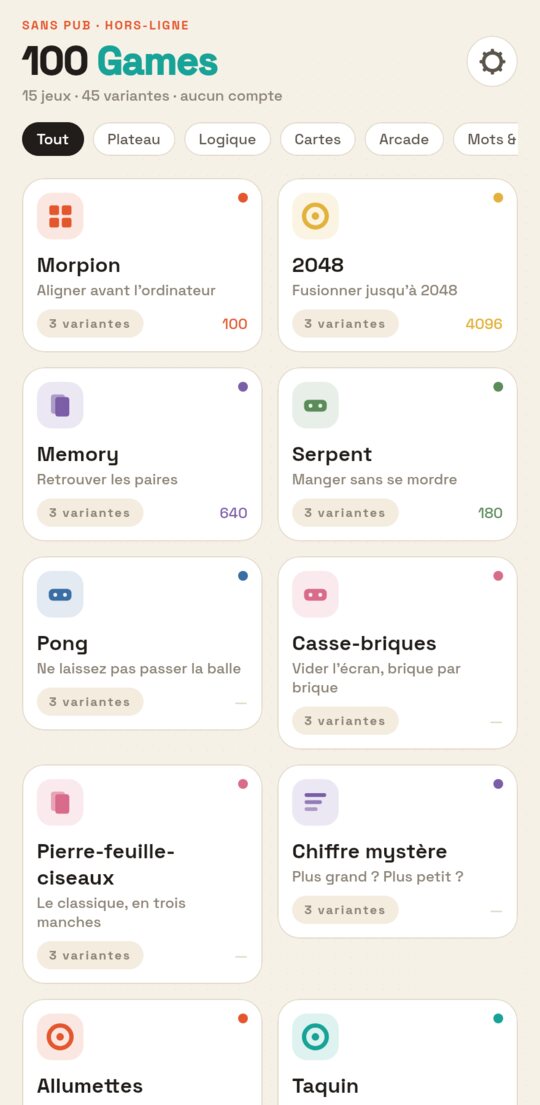 SANS PUB · HORS-LIGNE
100 Games
15 jeux · 45 variantes · aucun compte
Tout
Plateau
Logique
Cartes
Arcade
Mots &
Morpion
Aligner avant l'ordinateur
3 variantes
100
2048
Fusionner jusqu'à 2048
3 variantes
4096
Memory
Retrouver les paires
3 variantes
640
Serpent
Manger sans se mordre
3 variantes
180
Pong
Ne laissez pas passer la balle
3 variantes
—
Casse-briques
Vider l'écran, brique par
brique
3 variantes
—
Pierre-feuille-
ciseaux
Le classique, en trois
manches
3 variantes
—
Chiffre mystère
Plus grand ? Plus petit ?
3 variantes
—
Allumettes
Taquin